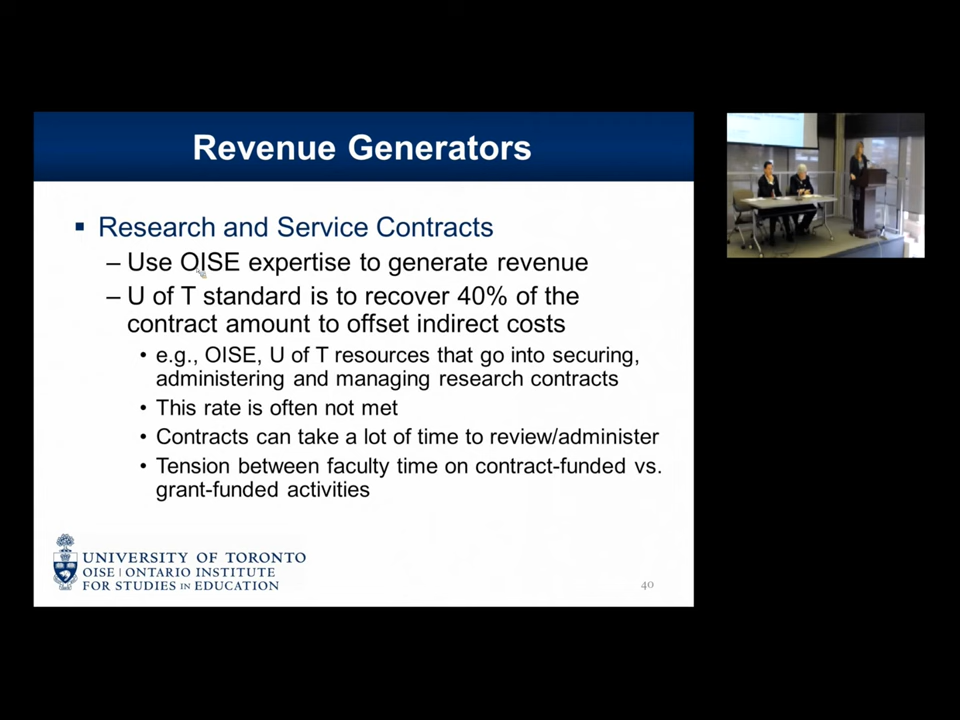 Revenue Generators
▪ Research and Service Contracts
– Use OISE expertise to generate revenue
– U of T standard is to recover 40% of the
contract amount to offset indirect costs
• e.g., OISE, U of T resources that go into securing,
administering and managing research contracts
• This rate is often not met
• Contracts can take a lot of time to review/administer
• Tension between faculty time on contract-funded vs.
grant-funded activities
UNIVERSITY OF TORONTO
OISE | ONTARIO INSTITUTE
FOR STUDIES IN EDUCATION
40